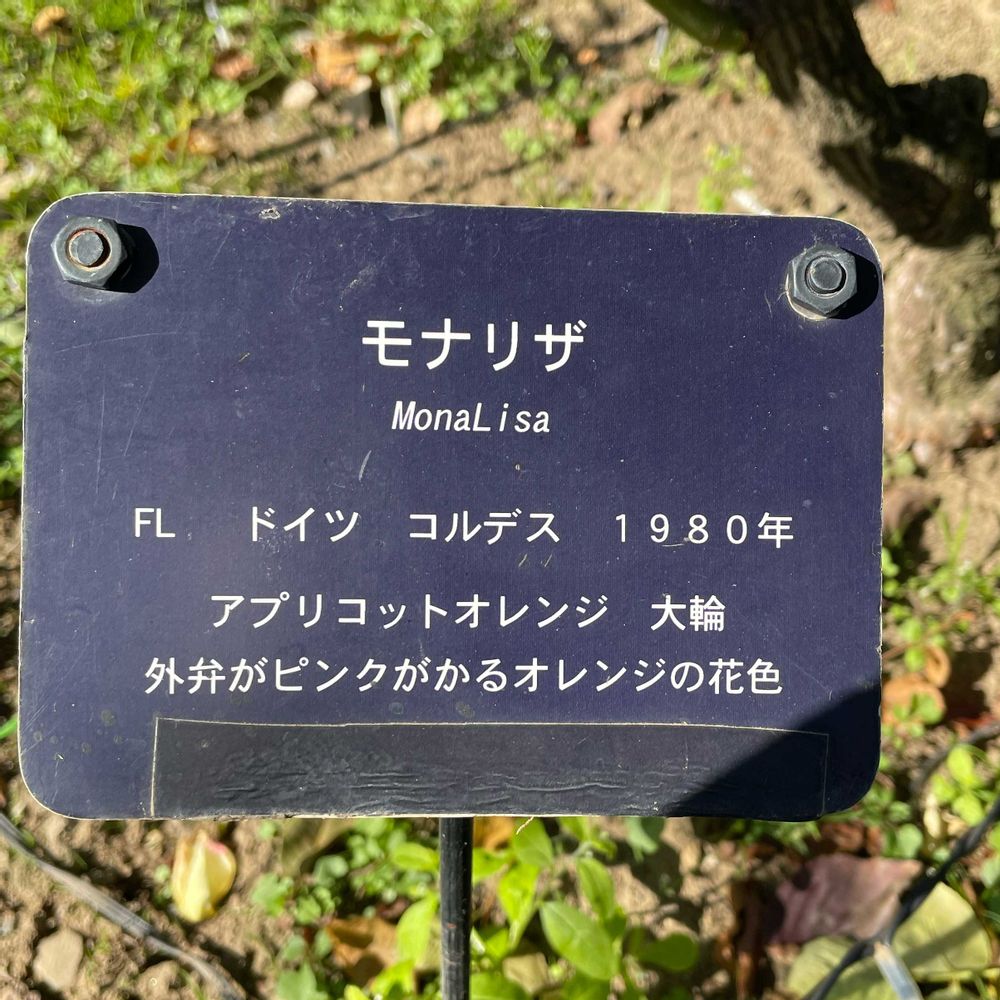 モナリザ
MonaLisa
FL　ドイツ　コルデス　１９８０年
アプリコットオレンジ　大輪
外弁がピンクがかるオレンジの花色